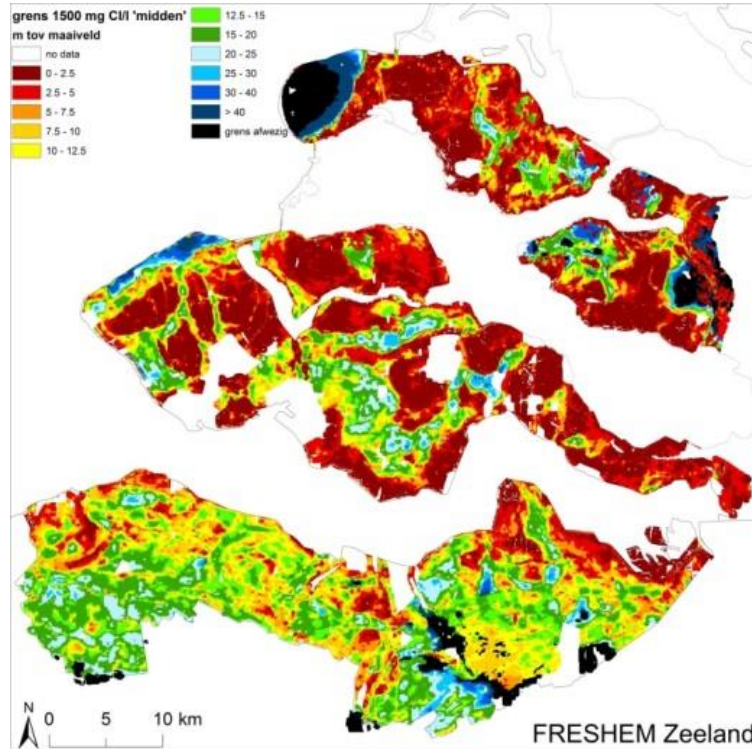 grens 1500 mg Cl/l 'midden'
m tov maaiveld
no data
0 - 2.5
2.5 - 5
5 - 7.5
7.5 - 10
10 - 12.5
12.5 - 15
15 - 20
20 - 25
25 - 30
30 - 40
> 40
grens afwezig
N
0 5 10 km
FRESHEM Zeeland